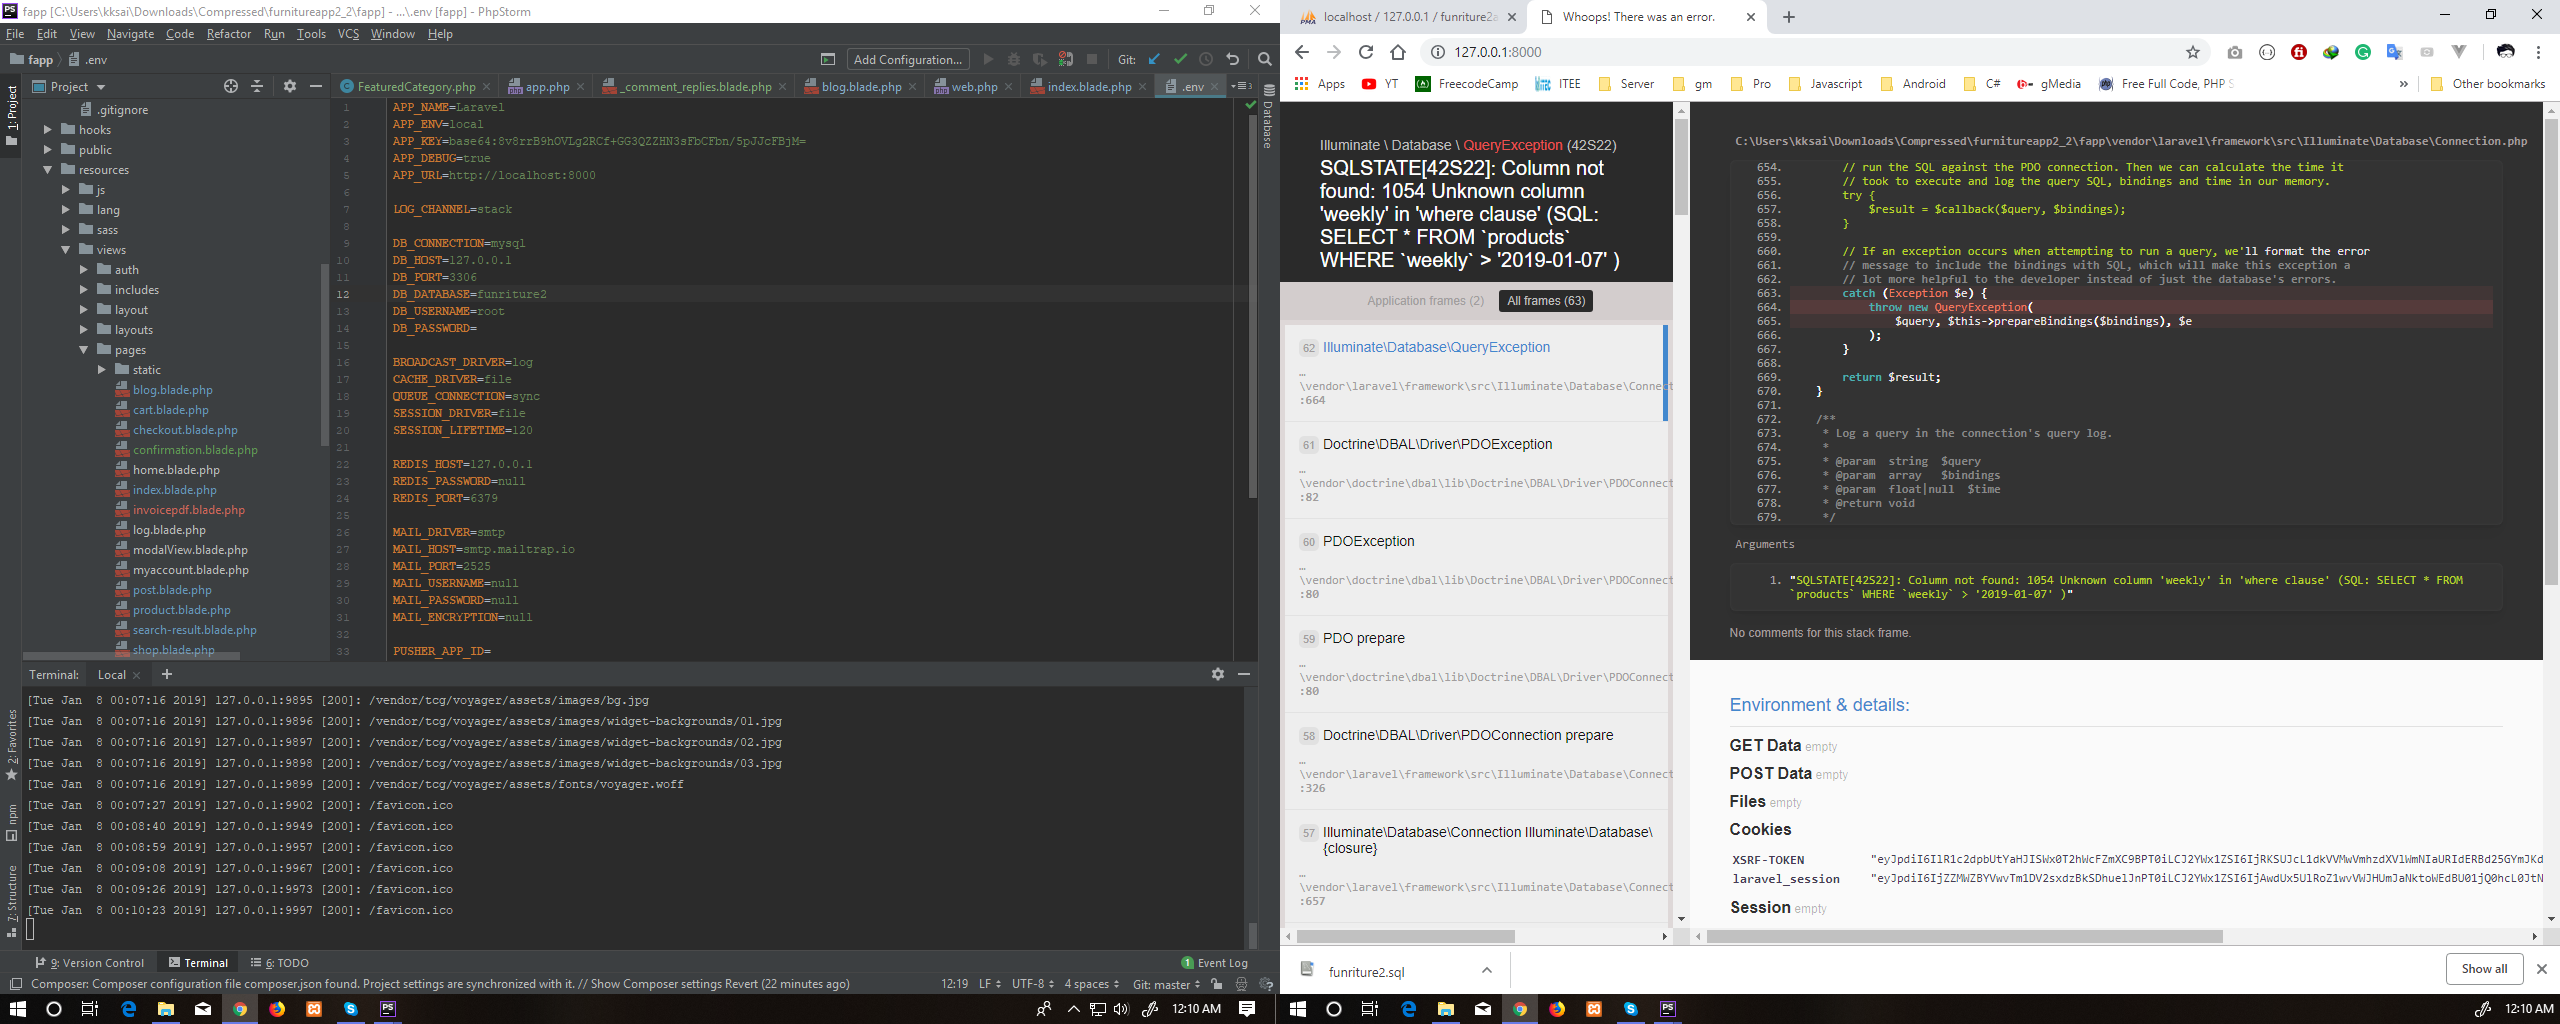 fapp [C:\Users\kksai\Downloads\Compressed\furnitureapp2_2\fapp] - ...\.env [fapp] - PhpStorm
File Edit View Navigate Code Refactor Run Tools VCS Window Help
fapp .env
Add Configuration...
Git:
Project
FeaturedCategory.php
app.php
_comment_replies.blade.php
blog.blade.php
web.php
index.blade.php
.env
1: Project
2: Favorites
npm
7: Structure
Database
.gitignore
hooks
public
resources
js
lang
sass
views
auth
includes
layout
layouts
pages
static
blog.blade.php
cart.blade.php
checkout.blade.php
confirmation.blade.php
home.blade.php
index.blade.php
invoicepdf.blade.php
log.blade.php
modalView.blade.php
myaccount.blade.php
post.blade.php
product.blade.php
search-result.blade.php
shop.blade.php
1 APP_NAME=Laravel
2 APP_ENV=local
3 APP_KEY=base64:8v8rrB9hOVLg2RCf+GG3QZZHN3sFbCFbn/5pJJcFBjM=
4 APP_DEBUG=true
5 APP_URL=http://localhost:8000
6
7 LOG_CHANNEL=stack
8
9 DB_CONNECTION=mysql
10 DB_HOST=127.0.0.1
11 DB_PORT=3306
12 DB_DATABASE=funriture2
13 DB_USERNAME=root
14 DB_PASSWORD=
15
16 BROADCAST_DRIVER=log
17 CACHE_DRIVER=file
18 QUEUE_CONNECTION=sync
19 SESSION_DRIVER=file
20 SESSION_LIFETIME=120
21
22 REDIS_HOST=127.0.0.1
23 REDIS_PASSWORD=null
24 REDIS_PORT=6379
25
26 MAIL_DRIVER=smtp
27 MAIL_HOST=smtp.mailtrap.io
28 MAIL_PORT=2525
29 MAIL_USERNAME=null
30 MAIL_PASSWORD=null
31 MAIL_ENCRYPTION=null
32
33 PUSHER_APP_ID=
Terminal: Local
[Tue Jan  8 00:07:16 2019] 127.0.0.1:9895 [200]: /vendor/tcg/voyager/assets/images/bg.jpg
[Tue Jan  8 00:07:16 2019] 127.0.0.1:9896 [200]: /vendor/tcg/voyager/assets/images/widget-backgrounds/01.jpg
[Tue Jan  8 00:07:16 2019] 127.0.0.1:9897 [200]: /vendor/tcg/voyager/assets/images/widget-backgrounds/02.jpg
[Tue Jan  8 00:07:16 2019] 127.0.0.1:9898 [200]: /vendor/tcg/voyager/assets/images/widget-backgrounds/03.jpg
[Tue Jan  8 00:07:16 2019] 127.0.0.1:9899 [200]: /vendor/tcg/voyager/assets/fonts/voyager.woff
[Tue Jan  8 00:07:27 2019] 127.0.0.1:9902 [200]: /favicon.ico
[Tue Jan  8 00:08:40 2019] 127.0.0.1:9949 [200]: /favicon.ico
[Tue Jan  8 00:08:59 2019] 127.0.0.1:9957 [200]: /favicon.ico
[Tue Jan  8 00:09:08 2019] 127.0.0.1:9967 [200]: /favicon.ico
[Tue Jan  8 00:09:26 2019] 127.0.0.1:9973 [200]: /favicon.ico
[Tue Jan  8 00:10:23 2019] 127.0.0.1:9997 [200]: /favicon.ico
9: Version Control Terminal 6: TODO 1 Event Log
Composer: Composer configuration file composer.json found. Project settings are synchronized with it. // Show Composer settings Revert (22 minutes ago) 12:19 LF UTF-8 4 spaces Git: master
12:10 AM
localhost / 127.0.0.1 / funriture2
Whoops! There was an error.
127.0.0.1:8000
Apps YT FreecodeCamp ITEE Server gm Pro Javascript Android C# gMedia Free Full Code, PHP Other bookmarks
Illuminate \ Database \ QueryException (42S22)
SQLSTATE[42S22]: Column not
found: 1054 Unknown column
'weekly' in 'where clause' (SQL:
SELECT * FROM `products`
WHERE `weekly` > '2019-01-07' )
Application frames (2) All frames (63)
62 Illuminate\Database\QueryException
…
\vendor\laravel\framework\src\Illuminate\Database\Connect
:664
61 Doctrine\DBAL\Driver\PDOException
…
\vendor\doctrine\dbal\lib\Doctrine\DBAL\Driver\PDOConnect
:82
60 PDOException
…
\vendor\doctrine\dbal\lib\Doctrine\DBAL\Driver\PDOConnect
:80
59 PDO prepare
…
\vendor\doctrine\dbal\lib\Doctrine\DBAL\Driver\PDOConnect
:80
58 Doctrine\DBAL\Driver\PDOConnection prepare
…
\vendor\laravel\framework\src\Illuminate\Database\Connect
:326
57 Illuminate\Database\Connection Illuminate\Database\
{closure}
…
\vendor\laravel\framework\src\Illuminate\Database\Connect
:657
C:\Users\kksai\Downloads\Compressed\furnitureapp2_2\fapp\vendor\laravel\framework\src\Illuminate\Database\Connection.php
654. // run the SQL against the PDO connection. Then we can calculate the time it
655. // took to execute and log the query SQL, bindings and time in our memory.
656. try {
657. $result = $callback($query, $bindings);
658. }
659.
660. // If an exception occurs when attempting to run a query, we'll format the error
661. // message to include the bindings with SQL, which will make this exception a
662. // lot more helpful to the developer instead of just the database's errors.
663. catch (Exception $e) {
664. throw new QueryException(
665. $query, $this->prepareBindings($bindings), $e
666. );
667. }
668.
669. return $result;
670. }
671.
672. /**
673. * Log a query in the connection's query log.
674. *
675. * @param  string  $query
676. * @param  array   $bindings
677. * @param  float|null  $time
678. * @return void
679. */
Arguments
1. "SQLSTATE[42S22]: Column not found: 1054 Unknown column 'weekly' in 'where clause' (SQL: SELECT * FROM
`products` WHERE `weekly` > '2019-01-07' )"
No comments for this stack frame.
Environment & details:
GET Data empty
POST Data empty
Files empty
Cookies
XSRF-TOKEN
laravel_session
Session empty
funriture2.sql
Show all
12:10 AM